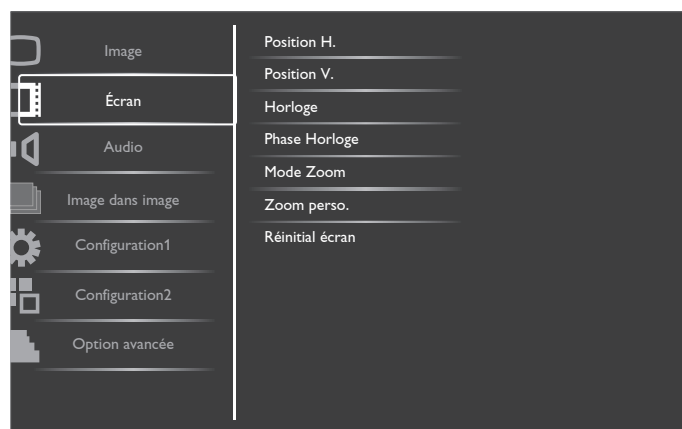 Image
Écran
Audio
Image dans image
Configuration1
Configuration2
Option avancée
Position H.
Position V.
Horloge
Phase Horloge
Mode Zoom
Zoom perso.
Réinitial écran